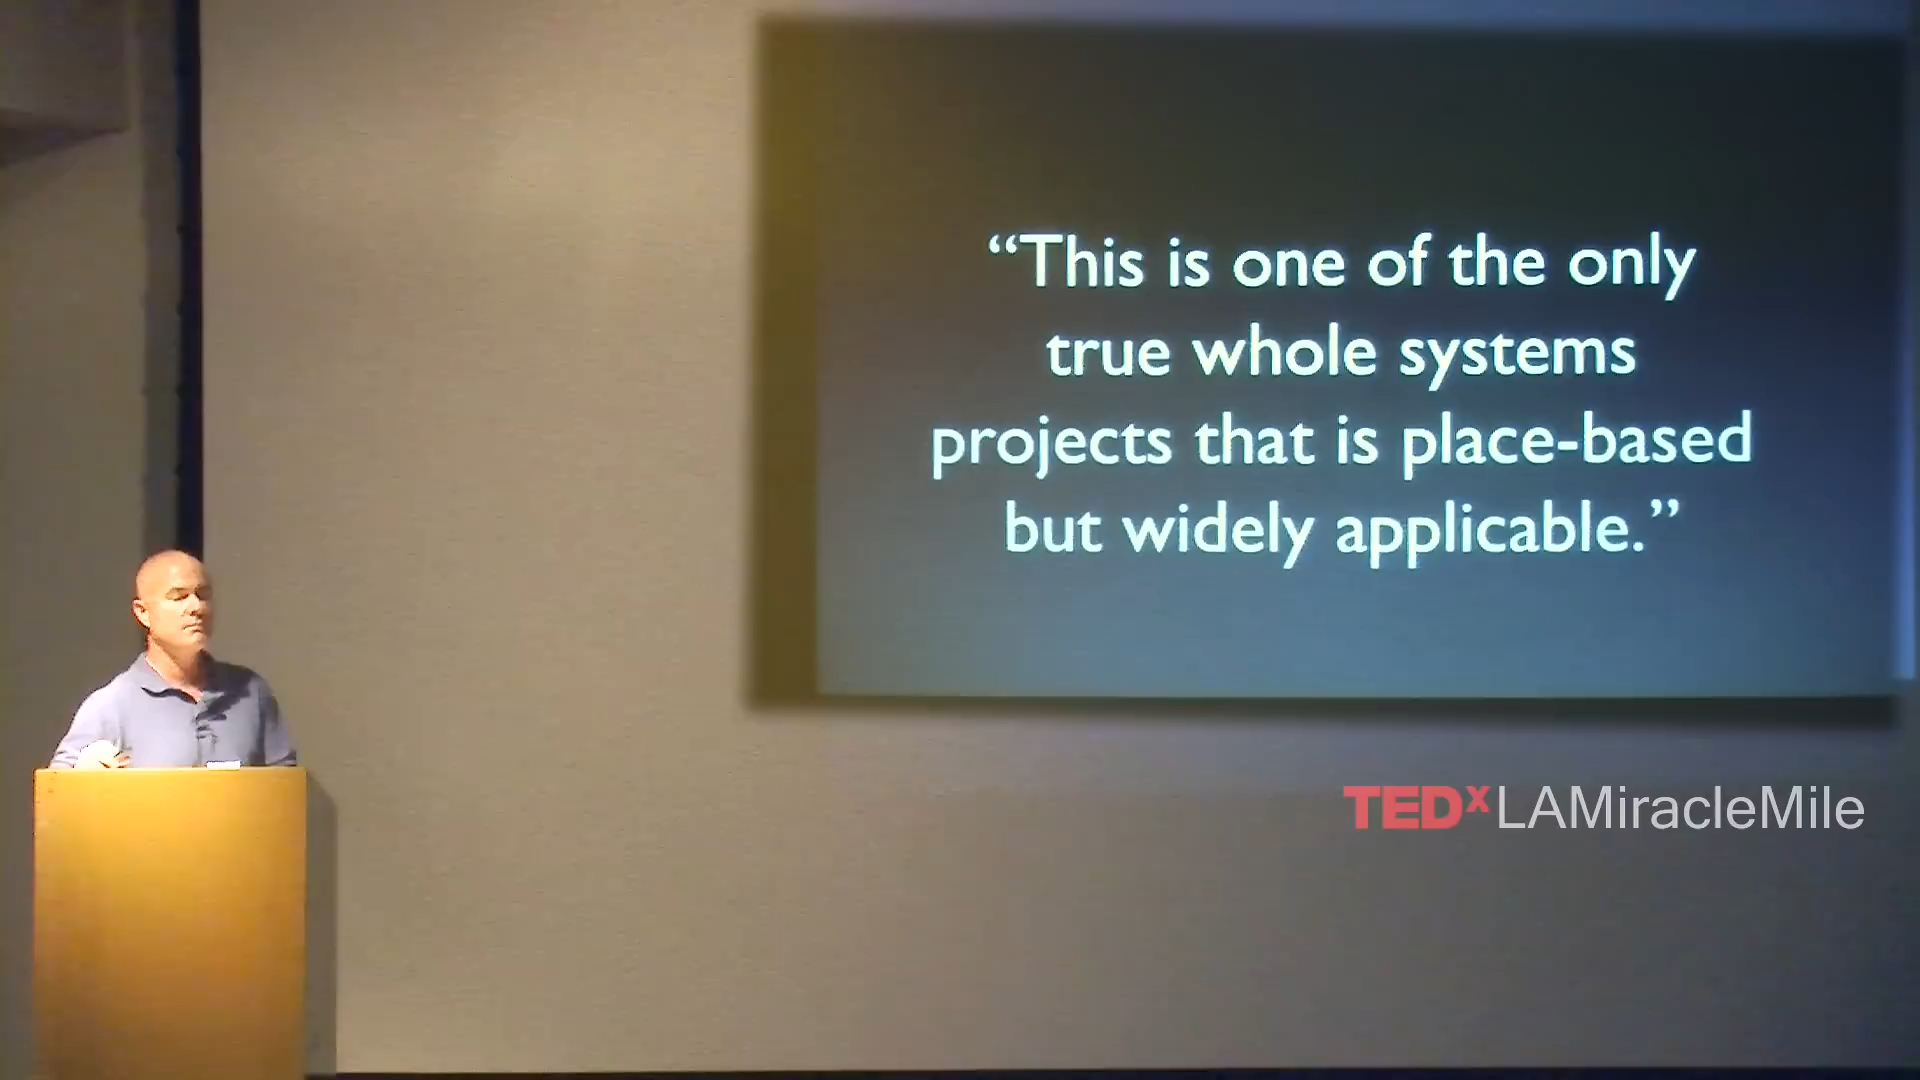 “This is one of the only
true whole systems
projects that is place-based
but widely applicable.”
TEDxLAMiracleMile